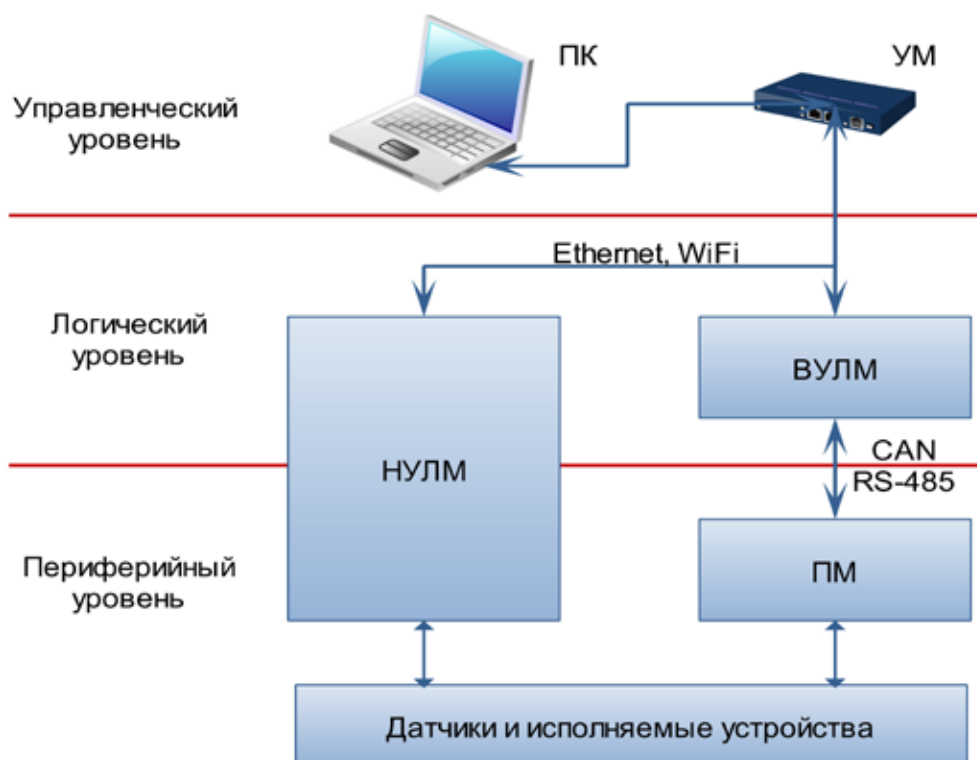 ПК
УМ
Управленческий
уровень
Ethernet, WiFi
Логический
уровень
ВУЛМ
НУЛМ
CAN
RS-485
Периферийный
уровень
ПМ
Датчики и исполняемые устройства